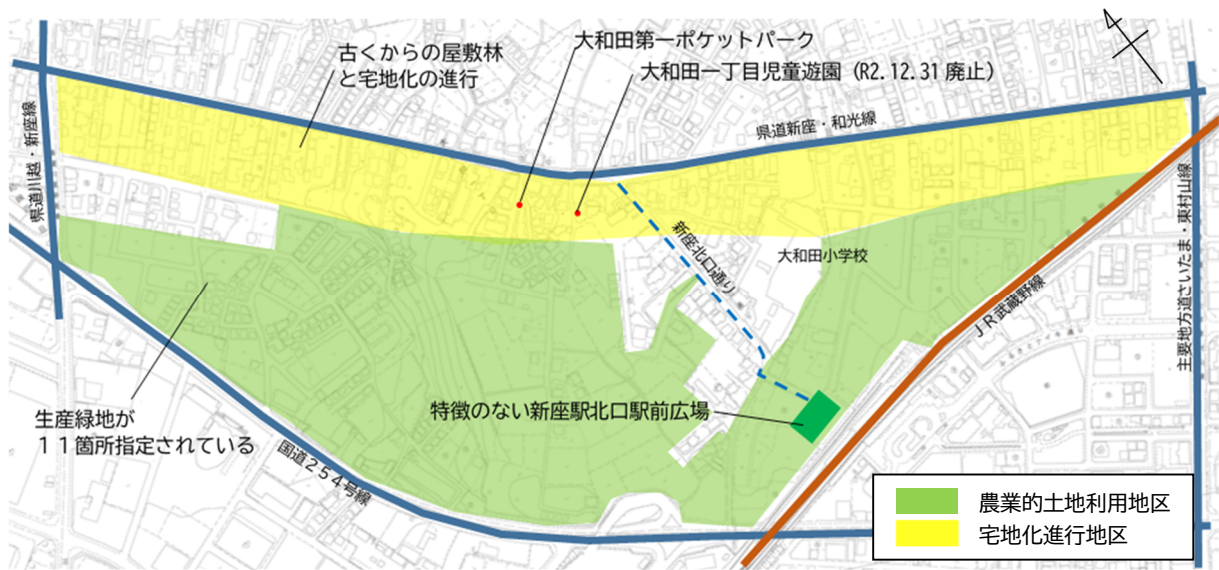 古くからの屋敷林
と宅地化の進行
大和田第一ポケットパーク
大和田一丁目児童遊園（R2.12.31 廃止）
県道新座・和光線
県道川越・新座線
新座北口通り
大和田小学校
主要地方道さいたま・東村山線
ＪＲ武蔵野線
特徴のない新座駅北口駅前広場
生産緑地が
１１箇所指定されている
国道２５４号線
農業的土地利用地区
宅地化進行地区